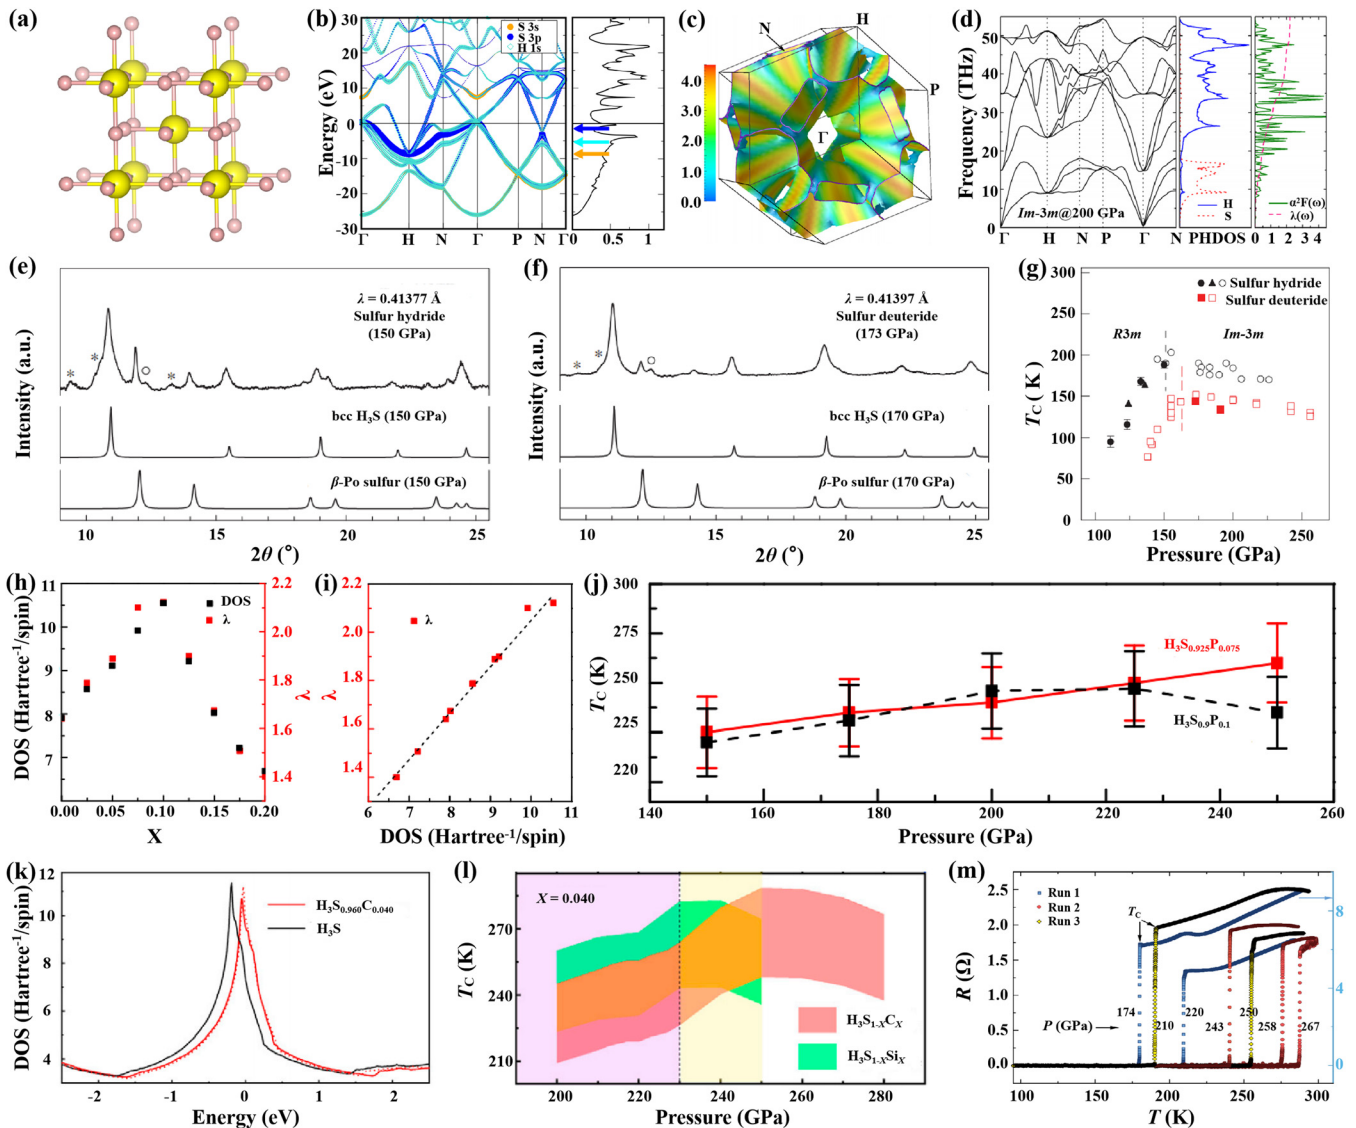 (a)
(b)
S 3s
S 3p
H 1s
Energy (eV)
30
20
10
0
-10
-20
-30
Γ H N Γ P N Γ
0 0.5 1
(c)
N
H
P
Γ
4.0
3.0
2.0
1.0
0.0
(d)
Frequency (THz)
50
40
30
20
10
0
Im-3m@200 GPa
Γ H N P Γ N
H
S
PHDOS
α²F(ω)
λ(ω)
0 1 2 3 4
(e)
λ = 0.41377 Å
Sulfur hydride
(150 GPa)
* * ○ *
bcc H₃S (150 GPa)
β-Po sulfur (150 GPa)
Intensity (a.u.)
10 15 20 25
2θ (°)
(f)
λ = 0.41397 Å
Sulfur deuteride
(173 GPa)
* * ○
bcc H₃S (170 GPa)
β-Po sulfur (170 GPa)
Intensity (a.u.)
10 15 20 25
2θ (°)
(g)
Sulfur hydride
Sulfur deuteride
R3m Im-3m
T_C ( K )
300
250
200
150
100
50
0
100 150 200 250
Pressure (GPa)
(h)
DOS (Hartree⁻¹/spin)
11
10
9
8
7
DOS
λ
2.2
2.0
1.8
1.6
1.4
λ
0.00 0.05 0.10 0.15 0.20
X
(i)
λ
2.2
2.0
1.8
1.6
1.4
λ
6 7 8 9 10 11
DOS (Hartree⁻¹/spin)
(j)
T_C (K)
300
275
250
225
220
H₃S₀.₉₂₅P₀.₀₇₅
H₃S₀.₉P₀.₁
140 160 180 200 220 240 260
Pressure (GPa)
(k)
DOS (Hartree⁻¹/spin)
12
10
8
6
4
H₃S₀.₉₆₀C₀.₀₄₀
H₃S
-2 -1 0 1 2
Energy (eV)
(l)
X = 0.040
T_C (K)
270
240
210
H₃S₁₋XCX
H₃S₁₋XSiX
200 220 240 260 280
Pressure (GPa)
(m)
Run 1
Run 2
Run 3
T_C
R (Ω)
2.5
2.0
1.5
1.0
0.5
0.0
8
4
0
P (GPa)
174 210 220 243 250 258 267
100 150 200 250 300
T (K)